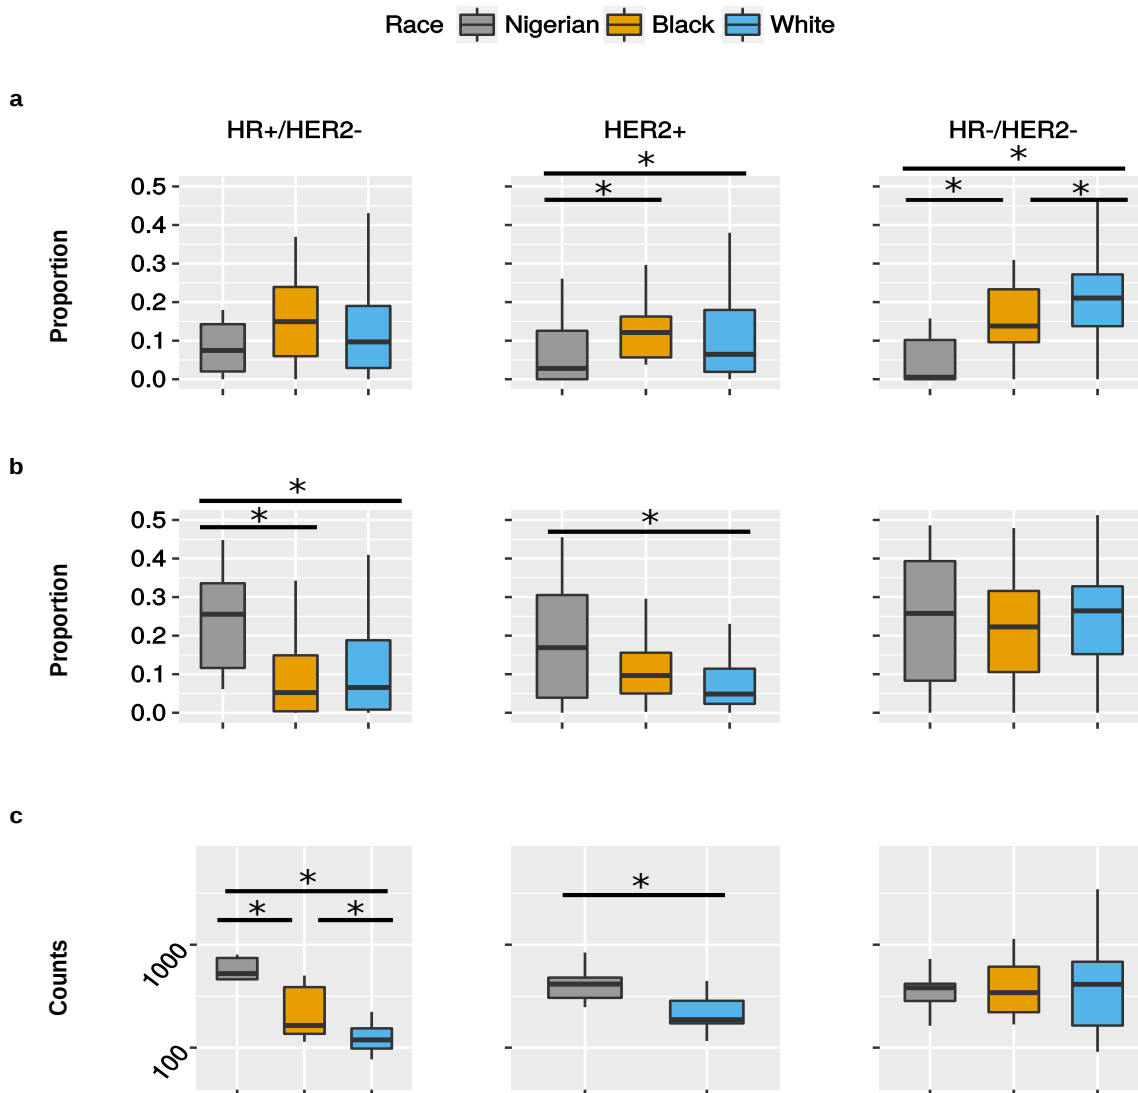 Race Nigerian Black White
a
HR+/HER2- HER2+ HR-/HER2-
* * * * *
Proportion
0.5
0.4
0.3
0.2
0.1
0.0
b
* * *
Proportion
0.5
0.4
0.3
0.2
0.1
0.0
c
* * * *
Counts
1000
100